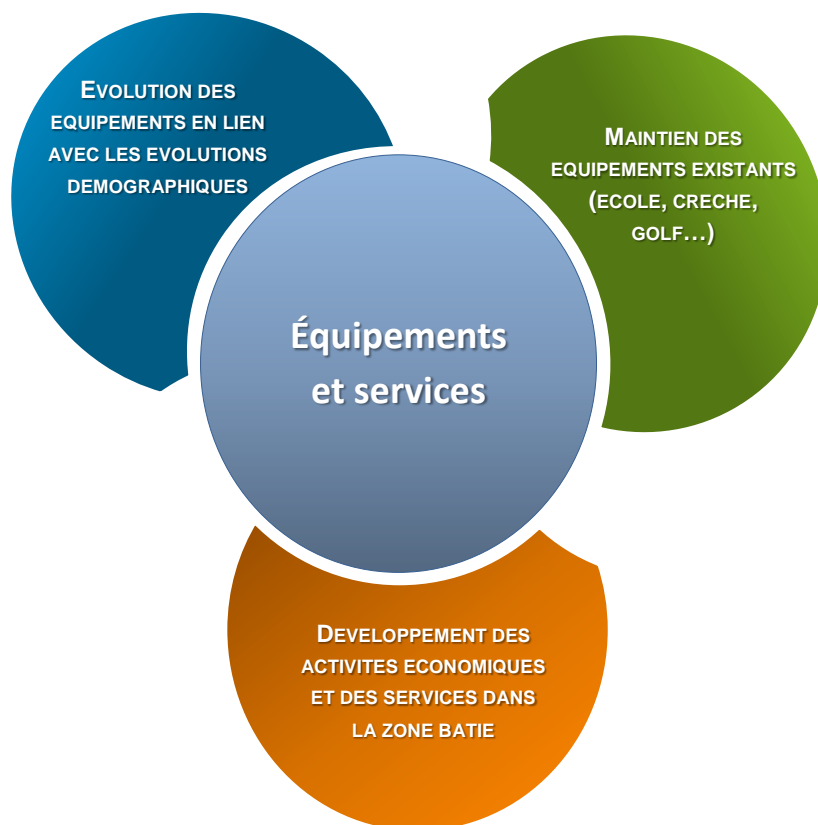 EVOLUTION DES
EQUIPEMENTS EN LIEN
AVEC LES EVOLUTIONS
DEMOGRAPHIQUES
MAINTIEN DES
EQUIPEMENTS EXISTANTS
(ECOLE, CRECHE,
GOLF…)
Équipements
et services
DEVELOPPEMENT DES
ACTIVITES ECONOMIQUES
ET DES SERVICES DANS
LA ZONE BATIE